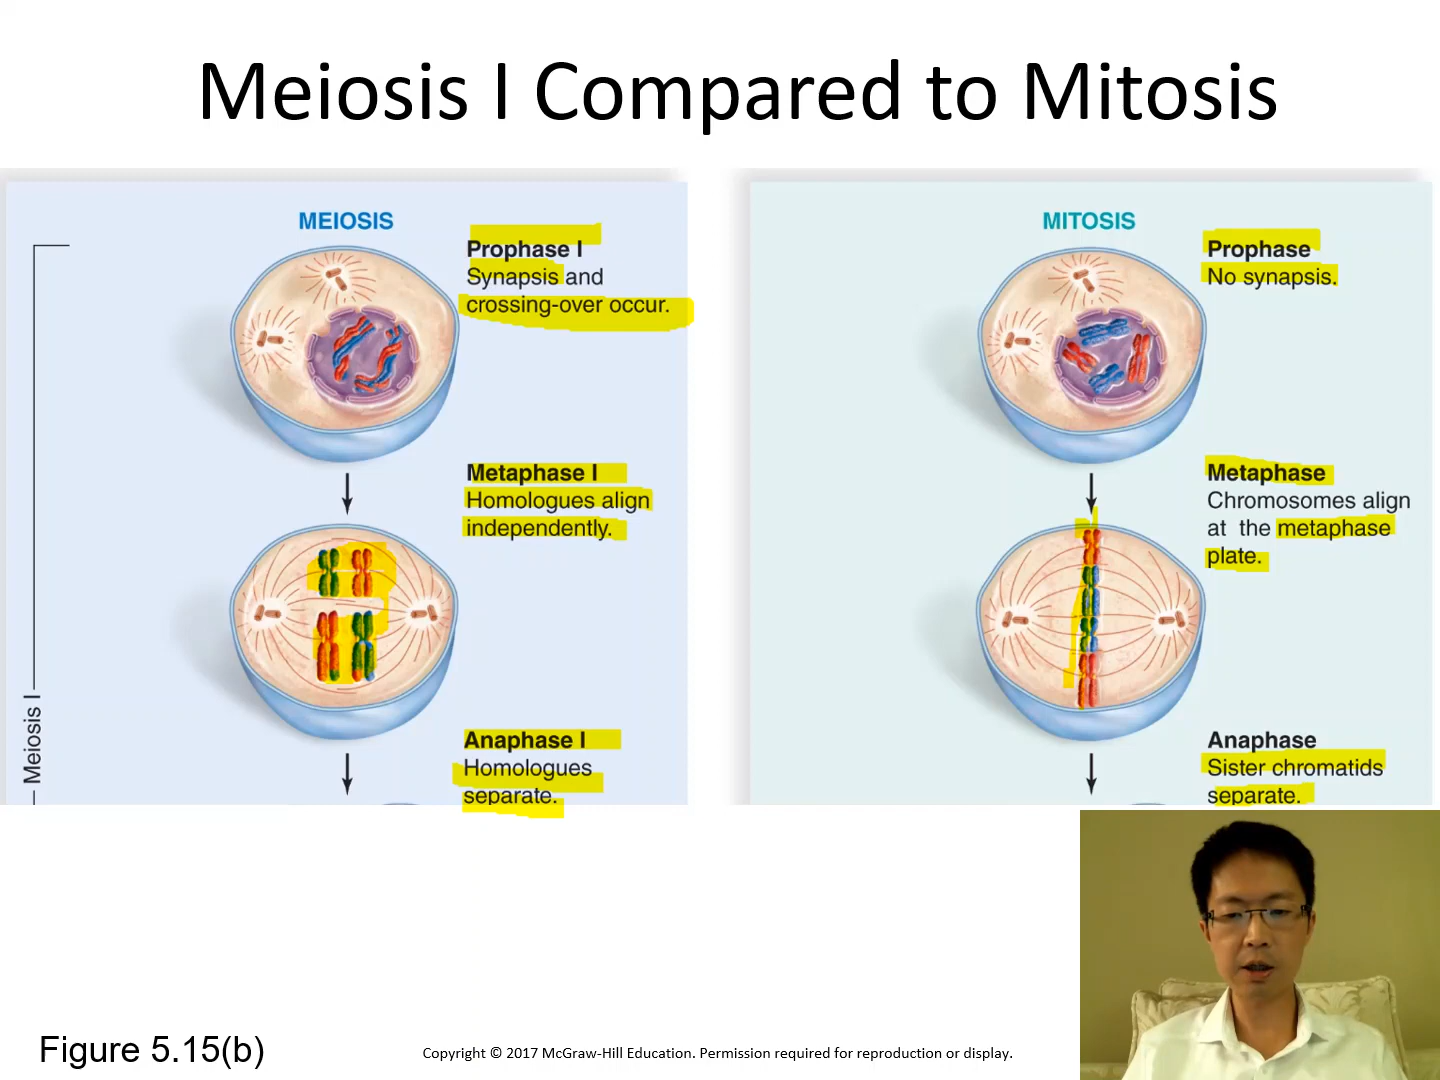 Meiosis I Compared to Mitosis
MEIOSIS
Prophase I
Synapsis and
crossing-over occur.
Metaphase I
Homologues align
independently.
Anaphase I
Homologues
separate.
Meiosis I
MITOSIS
Prophase
No synapsis.
Metaphase
Chromosomes align
at the metaphase
plate.
Anaphase
Sister chromatids
separate.
Figure 5.15(b)
Copyright © 2017 McGraw-Hill Education. Permission required for reproduction or display.